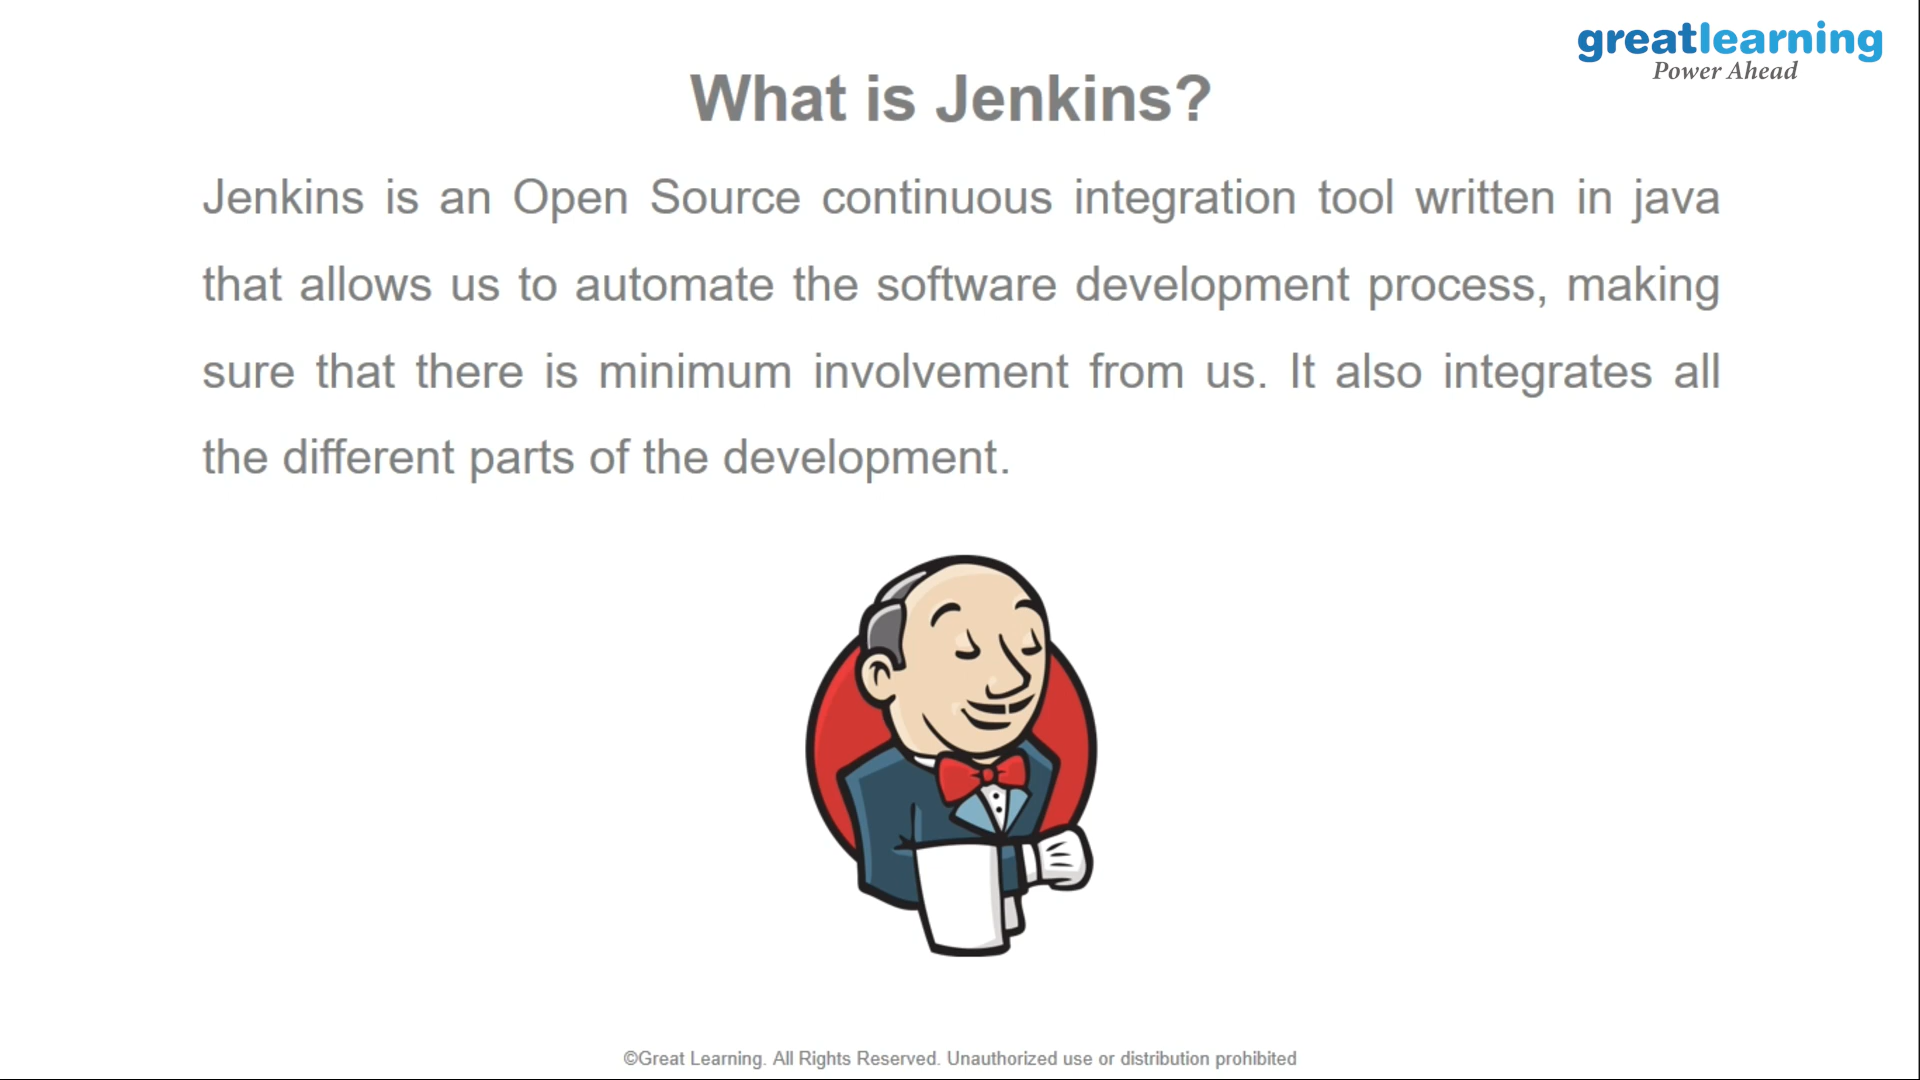 greatlearning
Power Ahead
What is Jenkins?
Jenkins is an Open Source continuous integration tool written in java
that allows us to automate the software development process, making
sure that there is minimum involvement from us. It also integrates all
the different parts of the development.
©Great Learning. All Rights Reserved. Unauthorized use or distribution prohibited